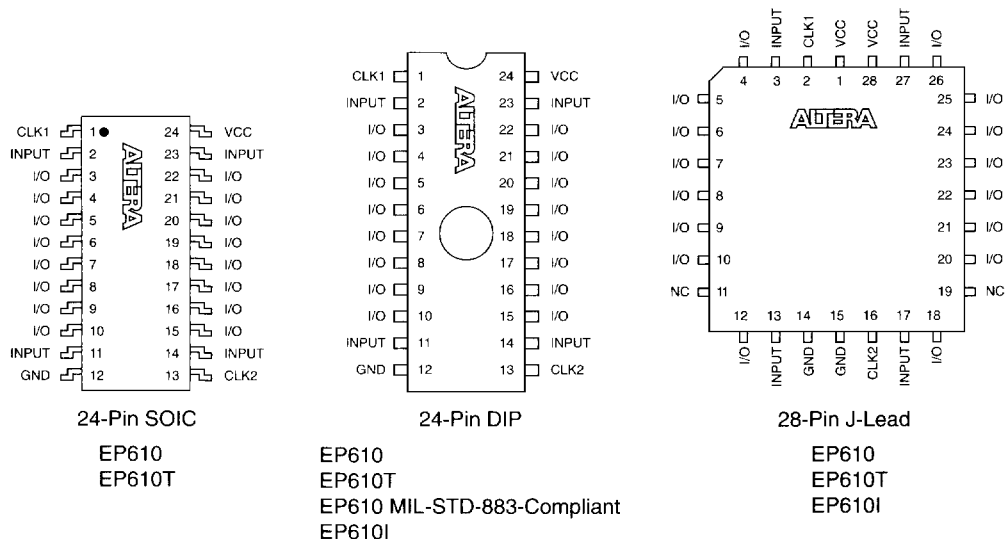 CLK1 1 24 VCC
INPUT 2 23 INPUT
I/O 3 22 I/O
I/O 4 21 I/O
I/O 5 20 I/O
I/O 6 19 I/O
I/O 7 18 I/O
I/O 8 17 I/O
I/O 9 16 I/O
I/O 10 15 I/O
INPUT 11 14 INPUT
GND 12 13 CLK2
ALTERA
24-Pin SOIC
EP610
EP610T
CLK1 1 24 VCC
INPUT 2 23 INPUT
I/O 3 22 I/O
I/O 4 21 I/O
I/O 5 20 I/O
I/O 6 19 I/O
I/O 7 18 I/O
I/O 8 17 I/O
I/O 9 16 I/O
I/O 10 15 I/O
INPUT 11 14 INPUT
GND 12 13 CLK2
ALTERA
24-Pin DIP
EP610
EP610T
EP610 MIL-STD-883-Compliant
EP610I
I/O INPUT CLK1 VCC VCC INPUT I/O
4 3 2 1 28 27 26
I/O 5 25 I/O
ALTERA
I/O 6 24 I/O
I/O 7 23 I/O
I/O 8 22 I/O
I/O 9 21 I/O
I/O 10 20 I/O
NC 11 19 NC
12 13 14 15 16 17 18
I/O INPUT GND GND CLK2 INPUT I/O
28-Pin J-Lead
EP610
EP610T
EP610I